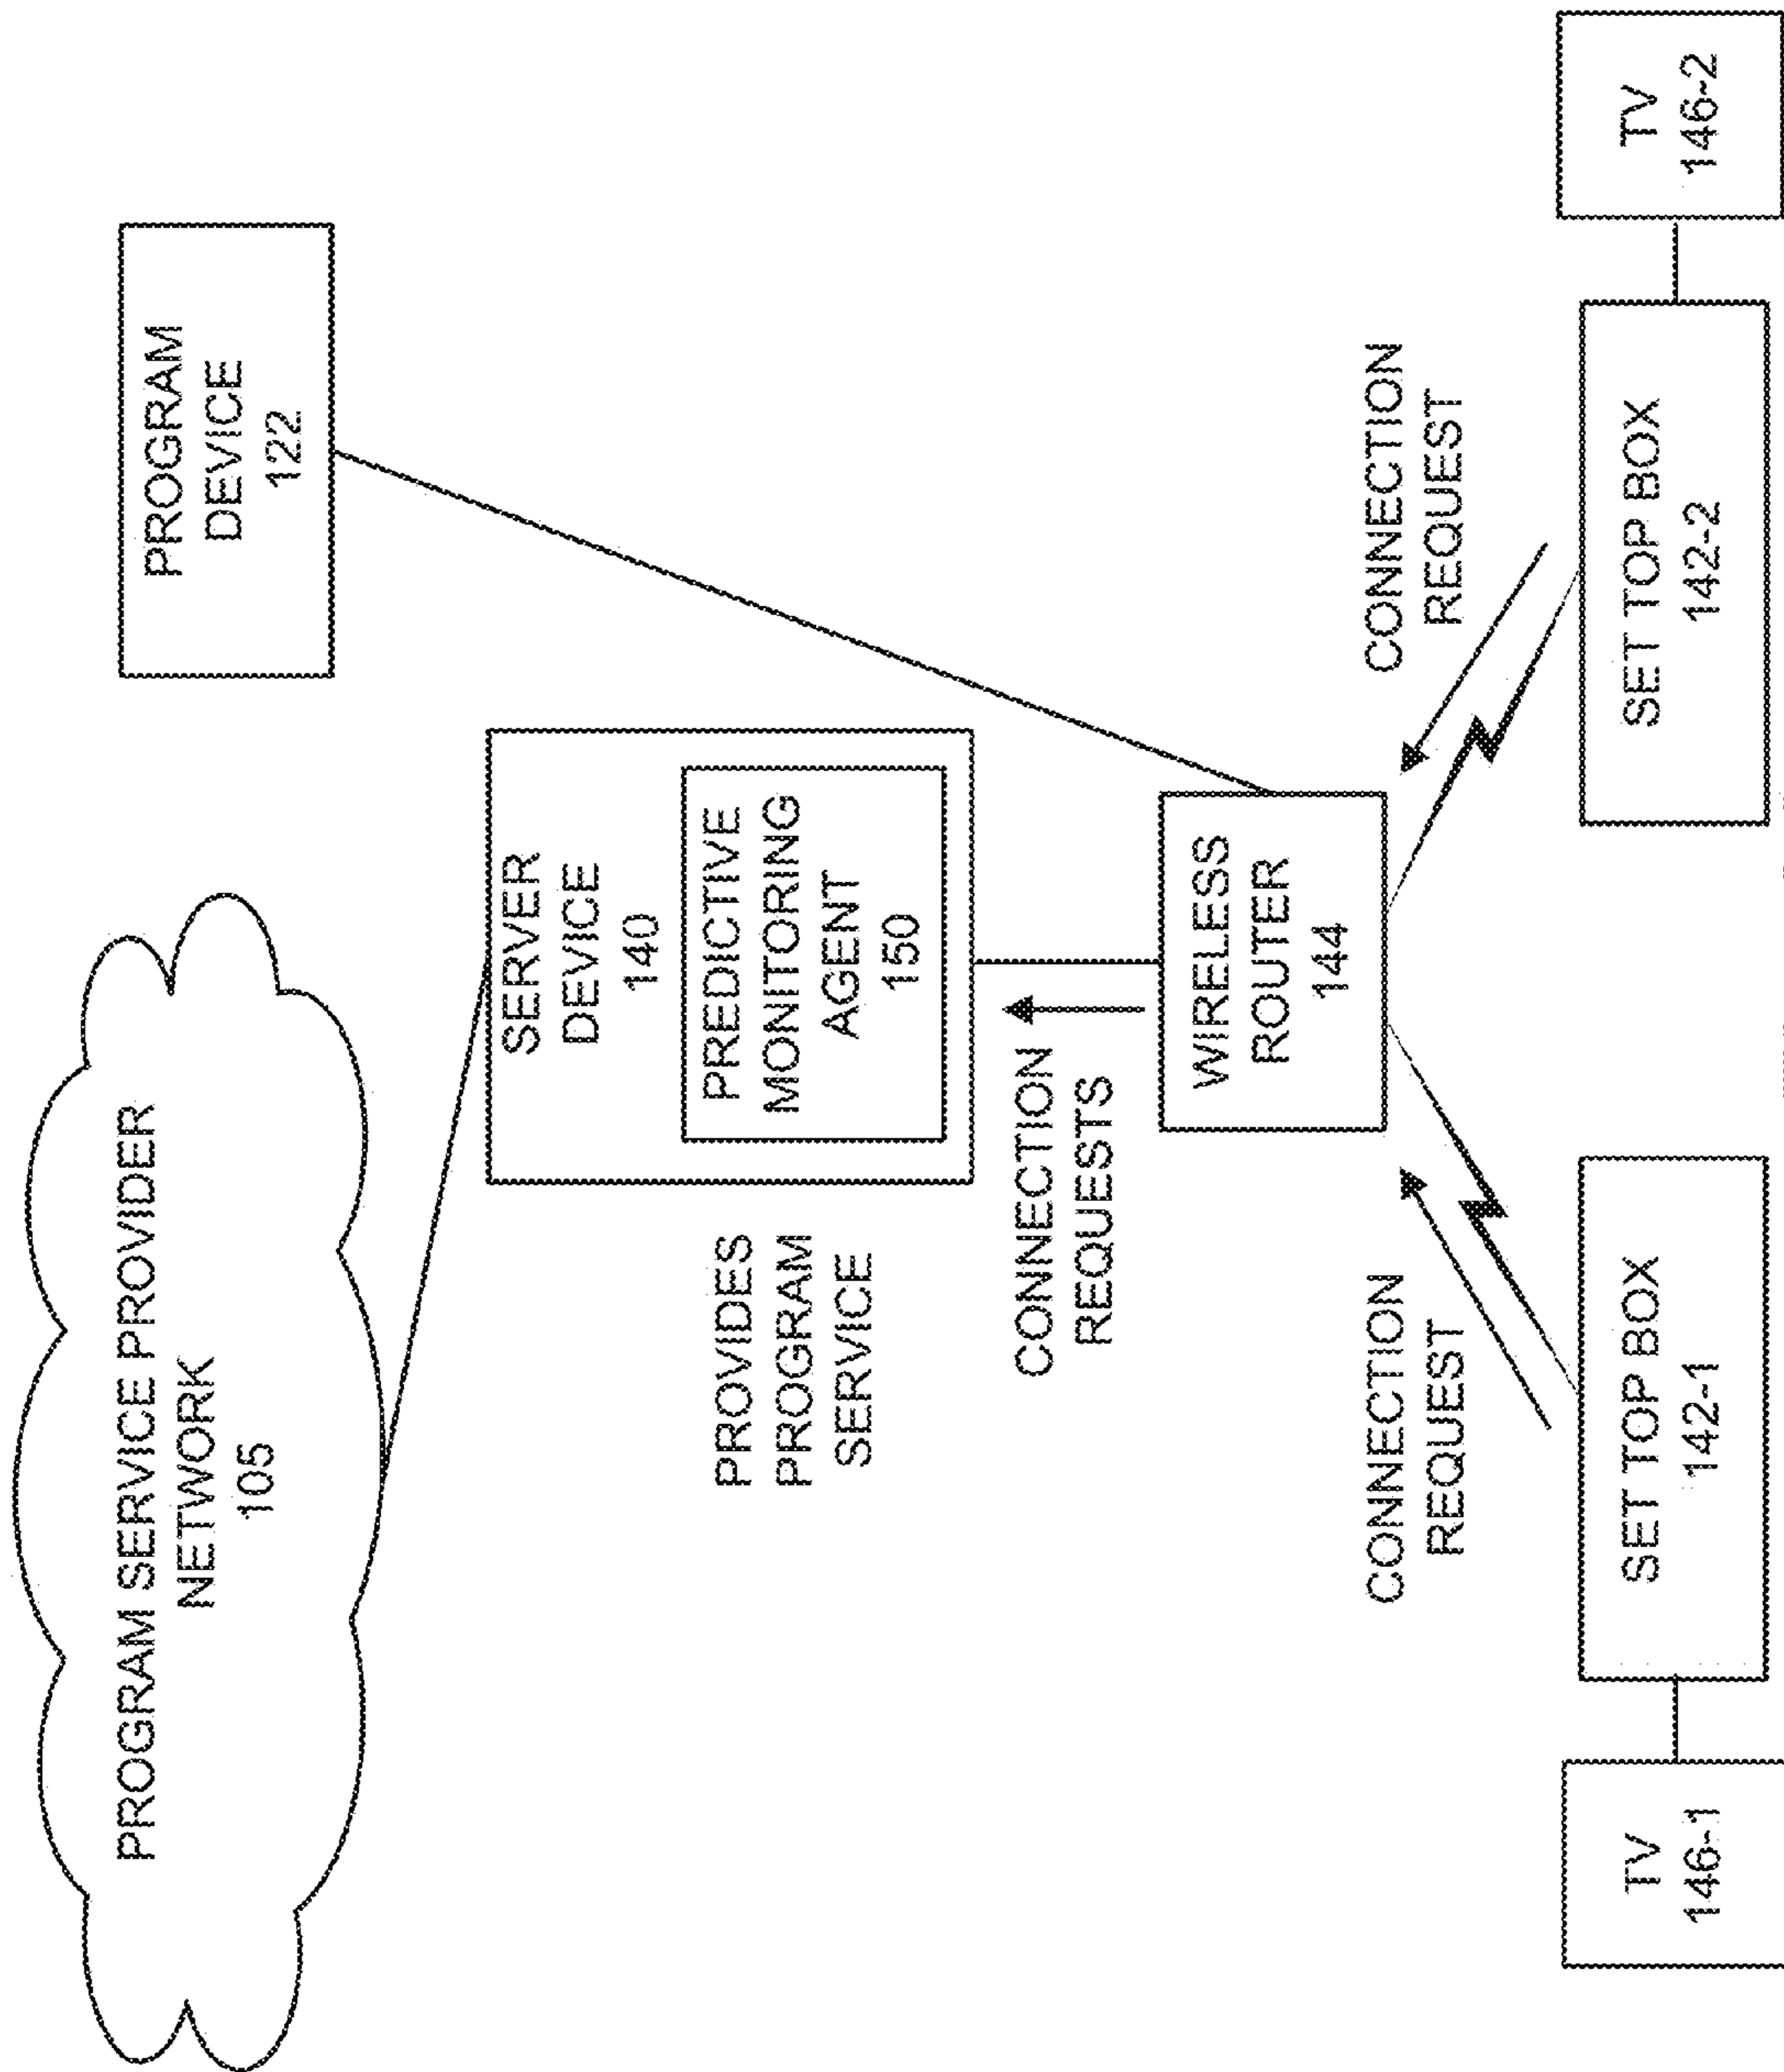 PROGRAM SERVICE PROVIDER
NETWORK
105
PROGRAM
DEVICE
122
SERVER
DEVICE
140
PREDICTIVE
MONITORING
AGENT
150
PROVIDES
PROGRAM
SERVICE
CONNECTION
REQUESTS
WIRELESS
ROUTER
144
CONNECTION
REQUEST
CONNECTION
REQUEST
TV
146-1
SET TOP BOX
142-1
SET TOP BOX
142-2
TV
146-2